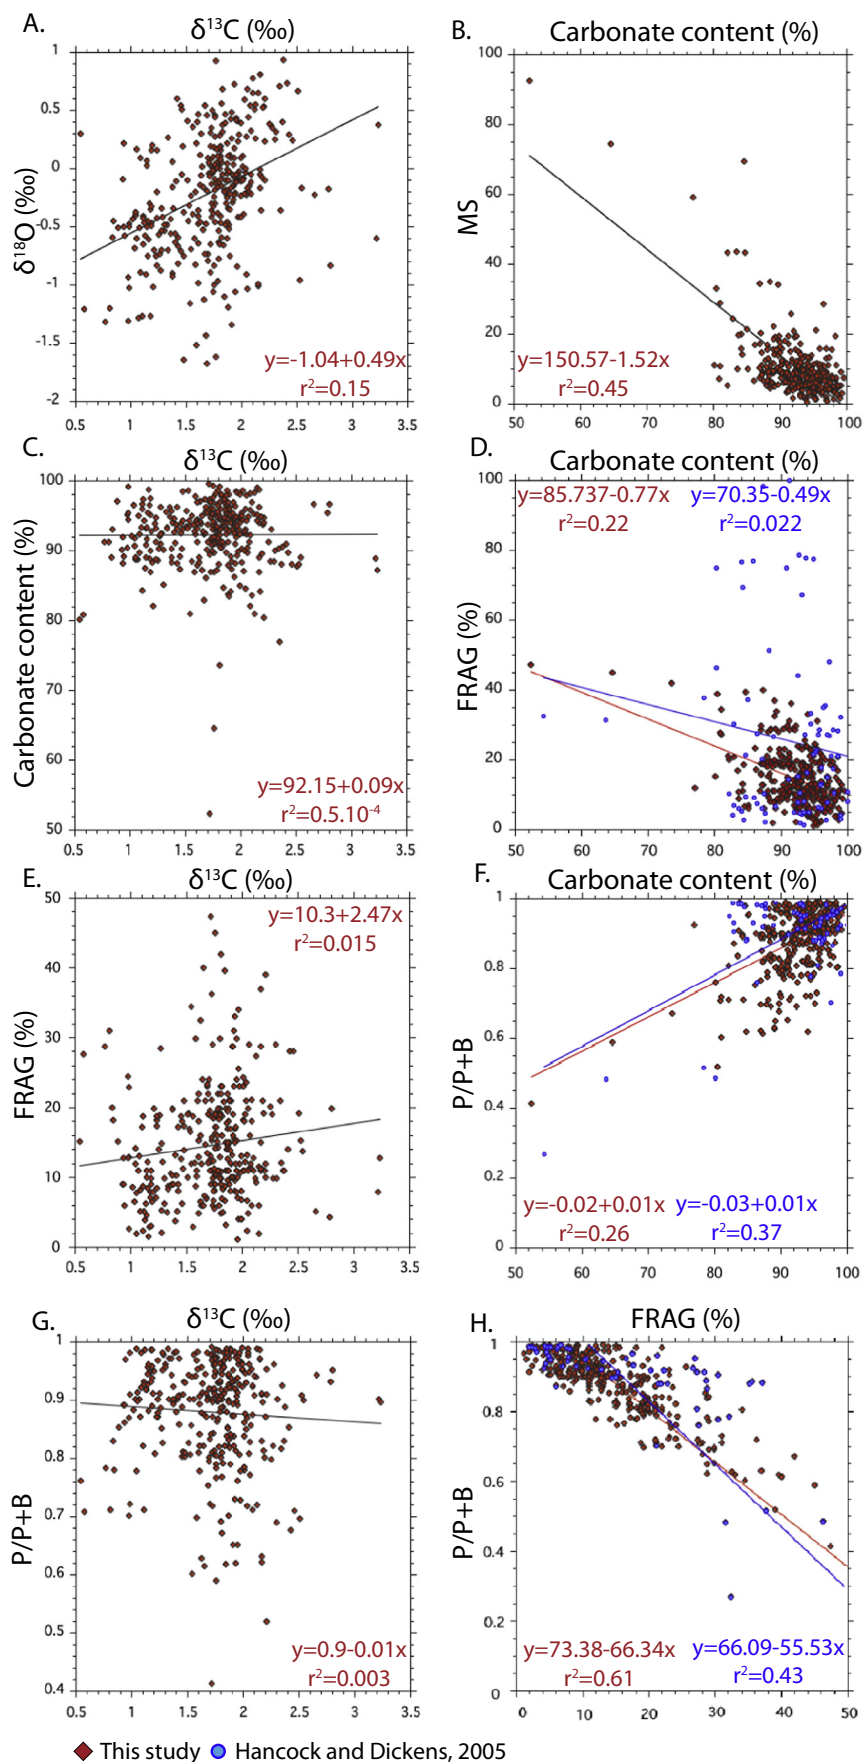 A.
δ¹³C (‰)
1
0.5
0
-0.5
-1
-1.5
-2
δ¹⁸O (‰)
y=-1.04+0.49x
r²=0.15
0.5 1 1.5 2 2.5 3 3.5
B.
Carbonate content (%)
100
80
60
40
20
0
MS
y=150.57-1.52x
r²=0.45
50 60 70 80 90 100
C.
δ¹³C (‰)
100
90
80
70
60
50
Carbonate content (%)
y=92.15+0.09x
r²=0.5.10⁻⁴
0.5 1 1.5 2 2.5 3 3.5
D.
Carbonate content (%)
100
80
60
40
20
0
FRAG (%)
y=85.737-0.77x
r²=0.22
y=70.35-0.49x
r²=0.022
50 60 70 80 90 100
E.
δ¹³C (‰)
50
40
30
20
10
0
FRAG (%)
y=10.3+2.47x
r²=0.015
0.5 1 1.5 2 2.5 3 3.5
F.
Carbonate content (%)
1
0.8
0.6
0.4
0.2
0
P/P+B
y=-0.02+0.01x
r²=0.26
y=-0.03+0.01x
r²=0.37
50 60 70 80 90 100
G.
δ¹³C (‰)
1
0.9
0.8
0.7
0.6
0.5
0.4
P/P+B
y=0.9-0.01x
r²=0.003
0.5 1 1.5 2 2.5 3 3.5
H.
FRAG (%)
1
0.8
0.6
0.4
0.2
0
P/P+B
y=73.38-66.34x
r²=0.61
y=66.09-55.53x
r²=0.43
0 10 20 30 40 50
This study
Hancock and Dickens, 2005